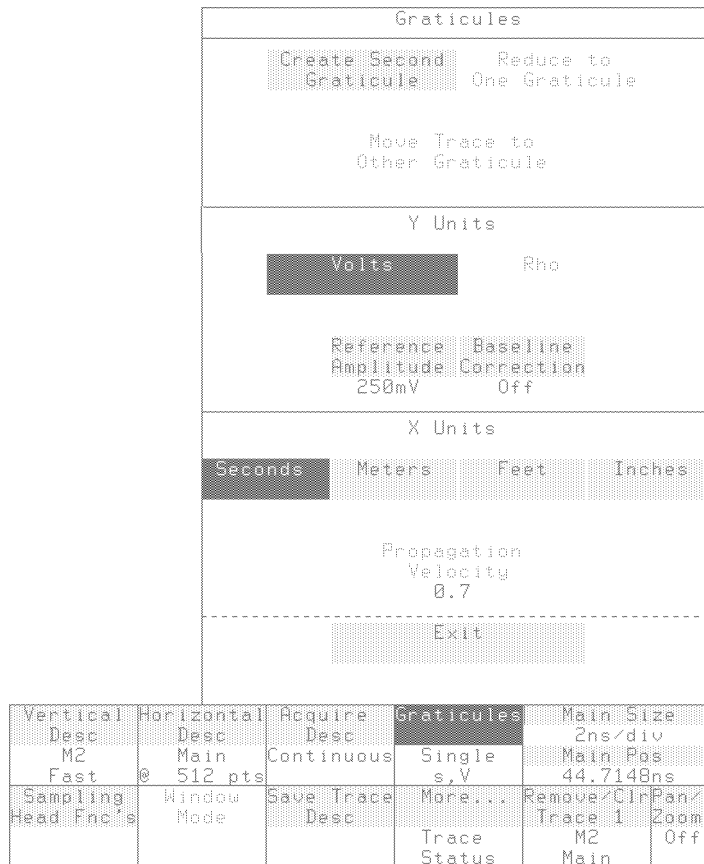 Graticules
Create Second Reduce to
Graticule One Graticule
Move Trace to
Other Graticule
Y Units
Volts Rho
Reference Baseline
Amplitude Correction
250mV Off
X Units
Seconds Meters Feet Inches
Propagation
Velocity
0.7
Exit
Vertical Horizontal Acquire Graticules Main Size
Desc Desc Desc 2ns/div
M2 Main Continuous Single Main Pos
Fast @ 512 pts s,V 44.7148ns
Sampling Window Save Trace More... Remove/Clr Pan/
Head Fnc's Mode Desc Trace 1 Zoom
Trace M2 Off
Status Main